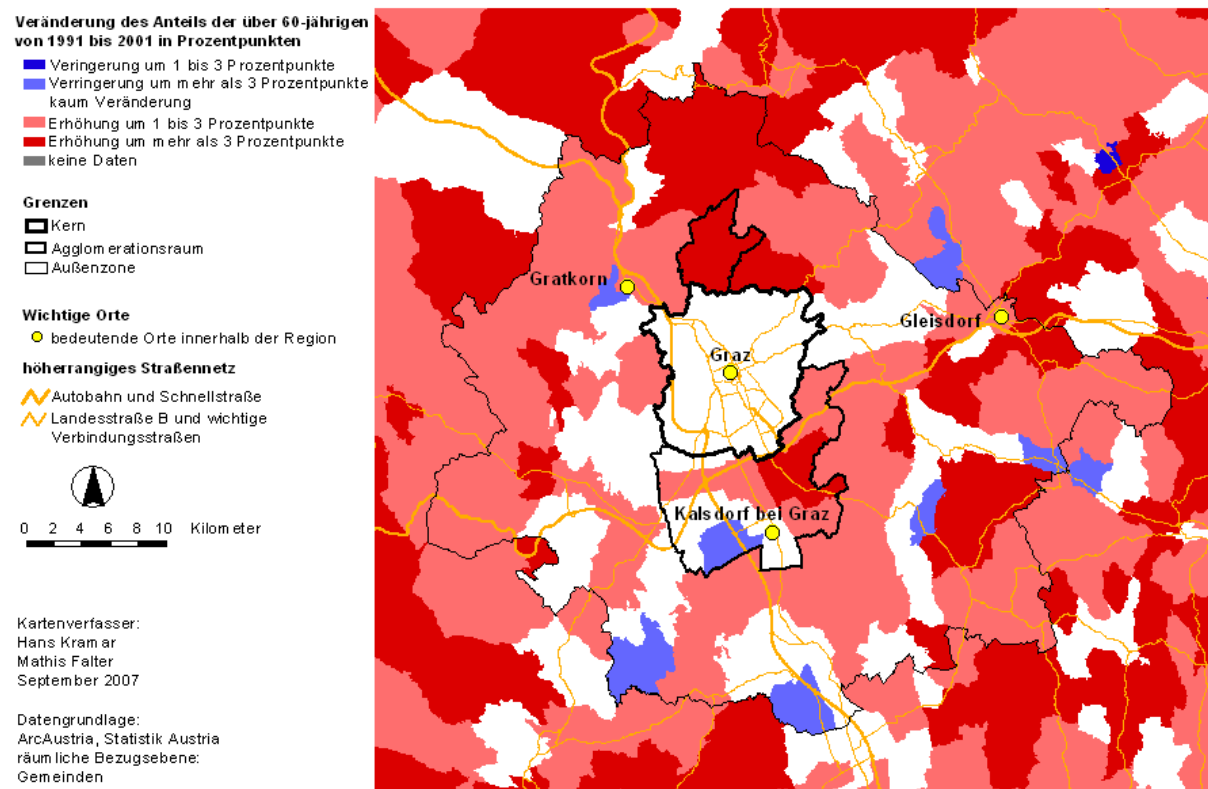 Veränderung des Anteils der über 60-jährigen
von 1991 bis 2001 in Prozentpunkten
Verringerung um 1 bis 3 Prozentpunkte
Verringerung um mehr als 3 Prozentpunkte
kaum Veränderung
Erhöhung um 1 bis 3 Prozentpunkte
Erhöhung um mehr als 3 Prozentpunkte
keine Daten
Grenzen
Kern
Agglomerationsraum
Außenzone
Wichtige Orte
bedeutende Orte innerhalb der Region
höherrangiges Straßennetz
Autobahn und Schnellstraße
Landesstraße B und wichtige
Verbindungsstraßen
0 2 4 6 8 10 Kilometer
Kartenverfasser:
Hans Kramar
Mathis Falter
September 2007
Datengrundlage:
ArcAustria, Statistik Austria
räumliche Bezugsebene:
Gemeinden
Gratkorn
Gleisdorf
Graz
Kalsdorf bei Graz